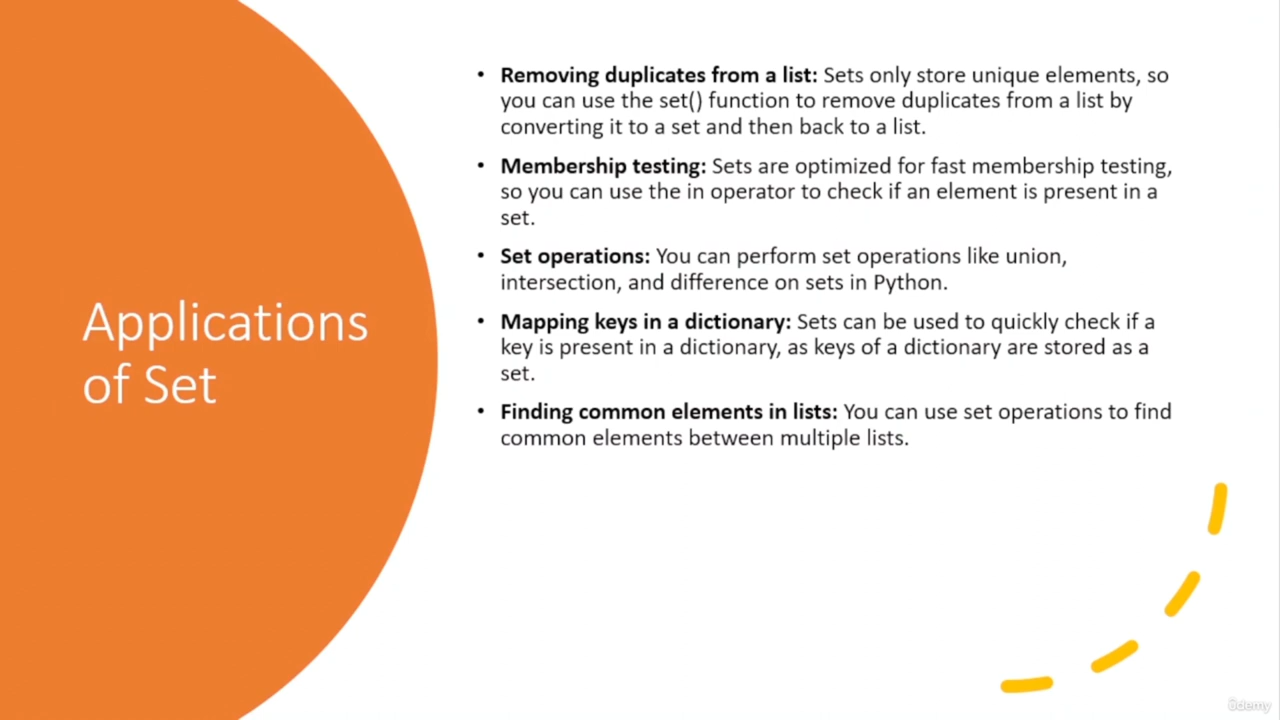 Applications
of Set
• Removing duplicates from a list: Sets only store unique elements, so
you can use the set() function to remove duplicates from a list by
converting it to a set and then back to a list.
• Membership testing: Sets are optimized for fast membership testing,
so you can use the in operator to check if an element is present in a
set.
• Set operations: You can perform set operations like union,
intersection, and difference on sets in Python.
• Mapping keys in a dictionary: Sets can be used to quickly check if a
key is present in a dictionary, as keys of a dictionary are stored as a
set.
• Finding common elements in lists: You can use set operations to find
common elements between multiple lists.
ûdemy